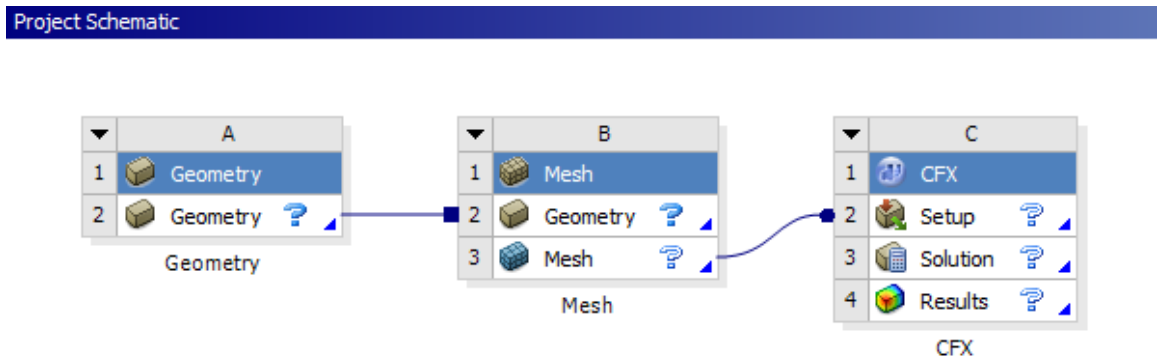 Project Schematic
A
1 Geometry
2 Geometry ?
Geometry
B
1 Mesh
2 Geometry ?
3 Mesh ?
Mesh
C
1 CFX
2 Setup ?
3 Solution ?
4 Results ?
CFX